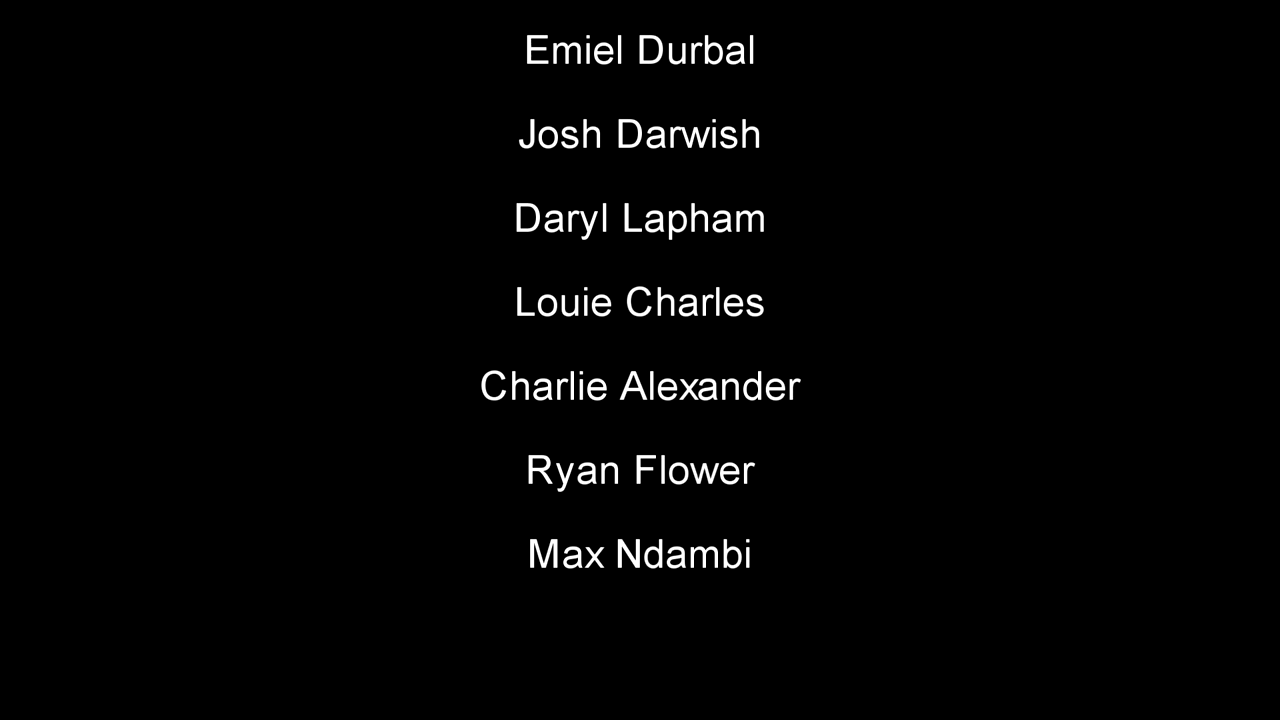 Emiel Durbal
Josh Darwish
Daryl Lapham
Louie Charles
Charlie Alexander
Ryan Flower
Max Ndambi